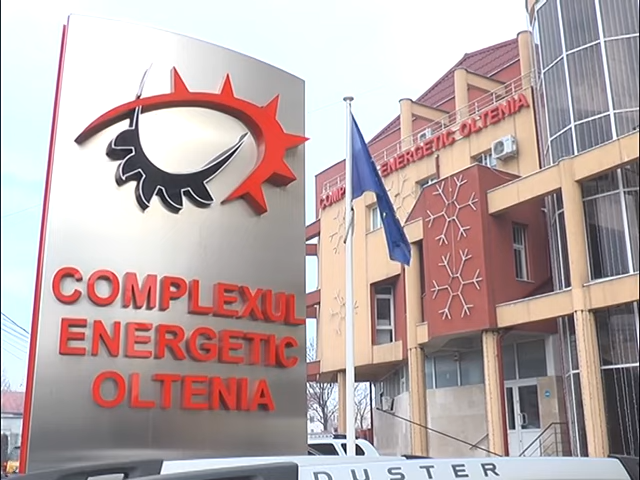 COMPLEXUL
ENERGETIC
OLTENIA
COMPLEXUL ENERGETIC OLTENIA
DUSTER